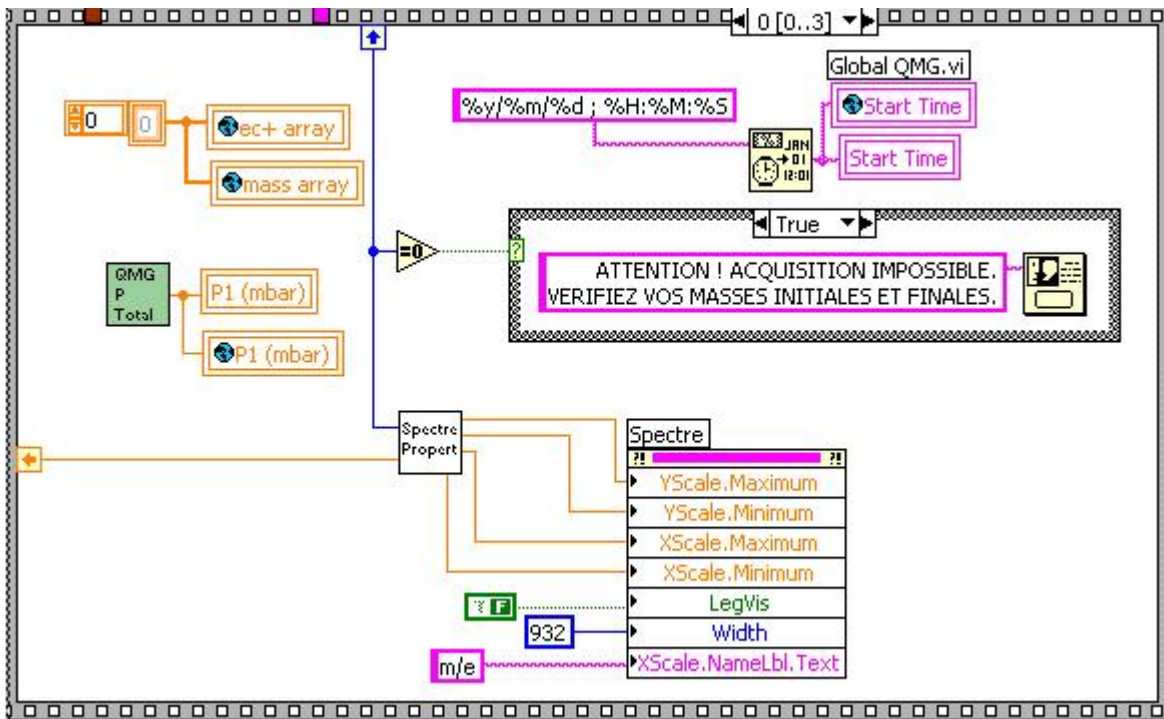 0 [0..3]
Global QMG.vi
%y/%m/%d ; %H:%M:%S
Start Time
JAN
01
12:01
Start Time
0
0
ec+ array
mass array
True
=0
?
ATTENTION ! ACQUISITION IMPOSSIBLE.
VERIFIEZ VOS MASSES INITIALES ET FINALES.
QMG
P
Total
P1 (mbar)
P1 (mbar)
Spectre
Propert
Spectre
?! ?!
YScale.Maximum
YScale.Minimum
XScale.Maximum
XScale.Minimum
F
LegVis
932
Width
m/e
XScale.NameLbl.Text